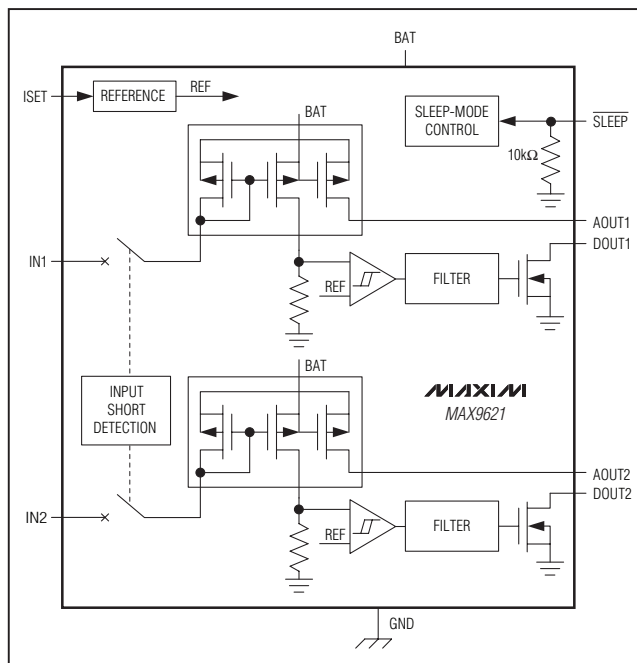 BAT
ISET
REFERENCE
REF
BAT
SLEEP-MODE
CONTROL
SLEEP
10kΩ
AOUT1
DOUT1
IN1
REF
FILTER
BAT
INPUT
SHORT
DETECTION
MAXIM
MAX9621
AOUT2
DOUT2
IN2
REF
FILTER
GND